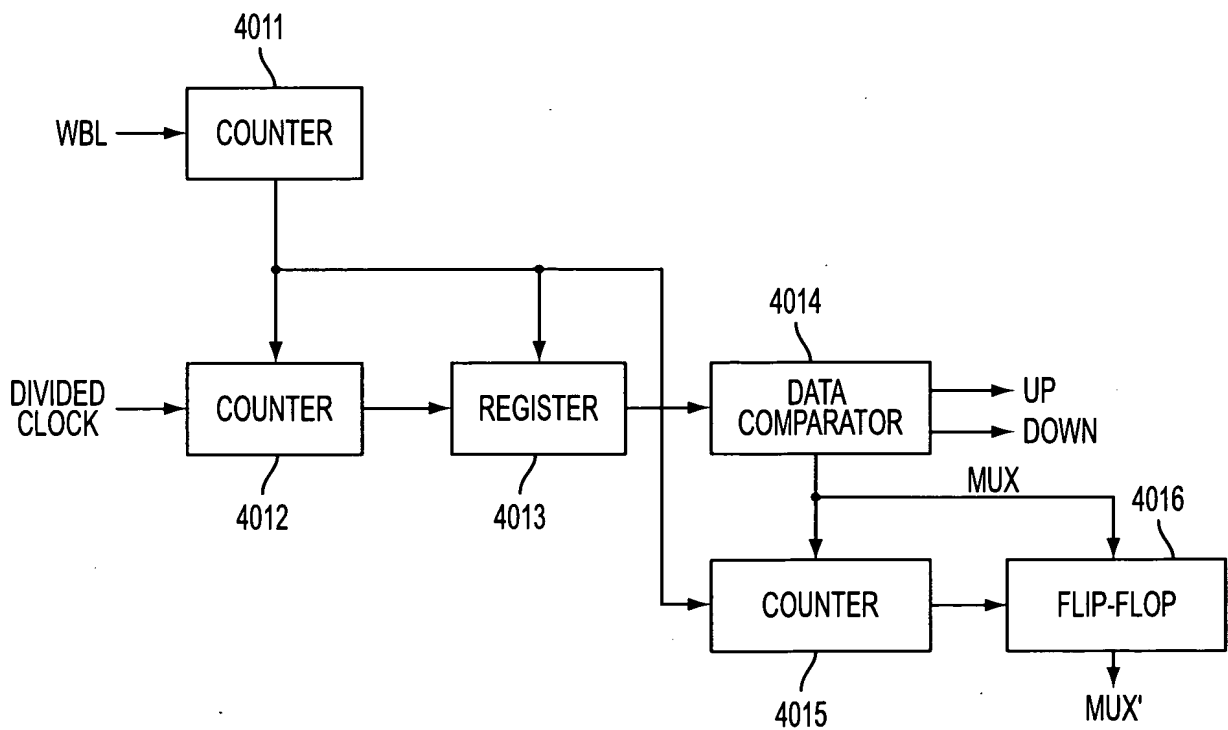 4011
WBL
COUNTER
4014
DIVIDED
CLOCK
COUNTER
REGISTER
DATA
COMPARATOR
UP
DOWN
4012
4013
MUX
4016
COUNTER
FLIP-FLOP
4015
MUX'